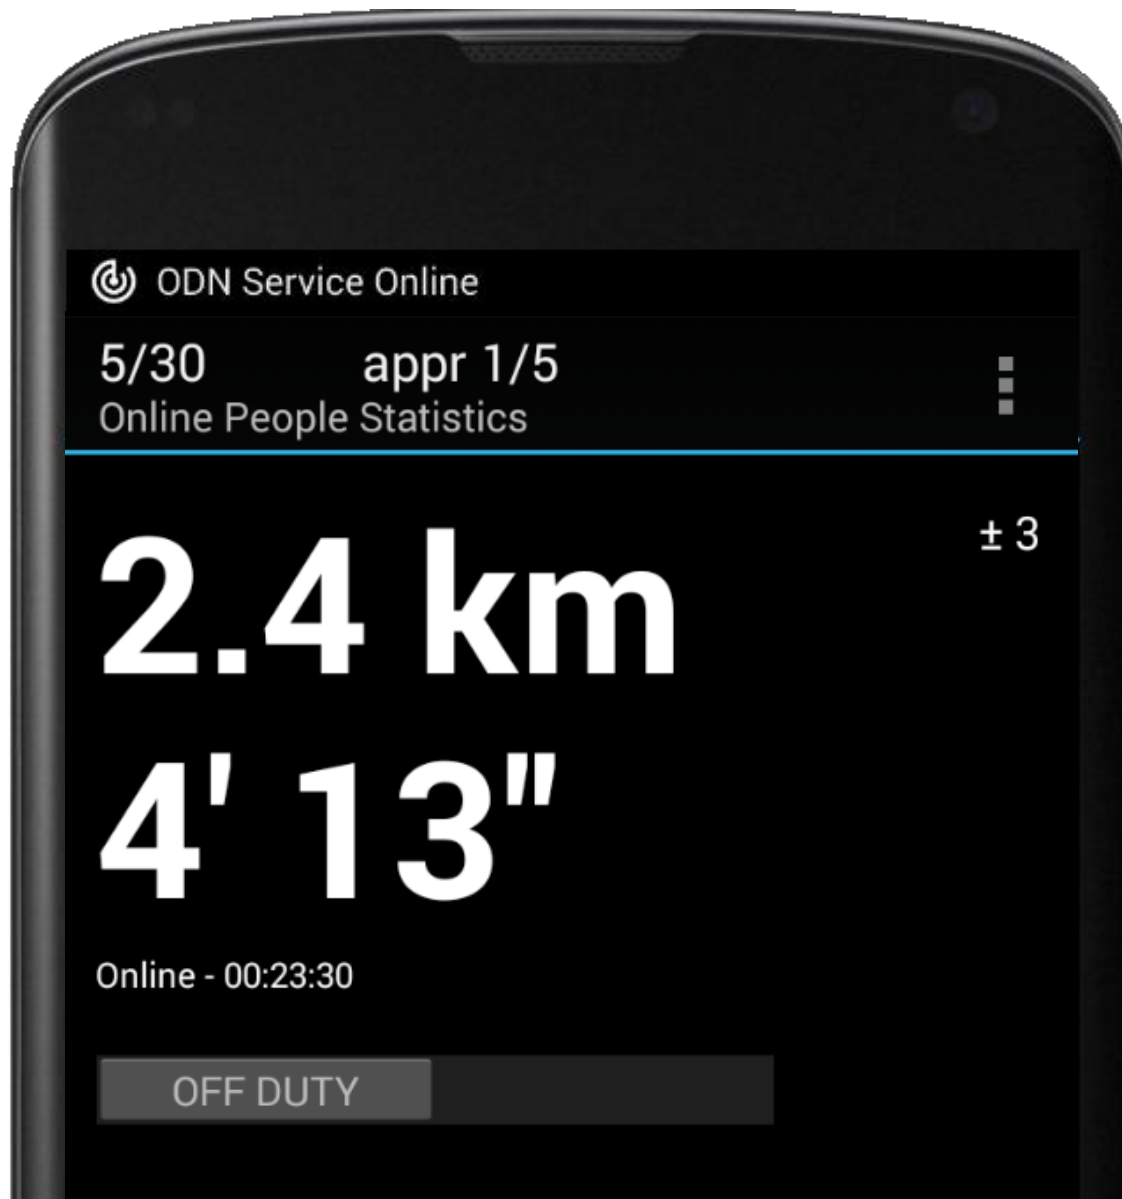 ODN Service Online
5/30 appr 1/5
Online People Statistics
± 3
2.4 km
4' 13"
Online - 00:23:30
OFF DUTY